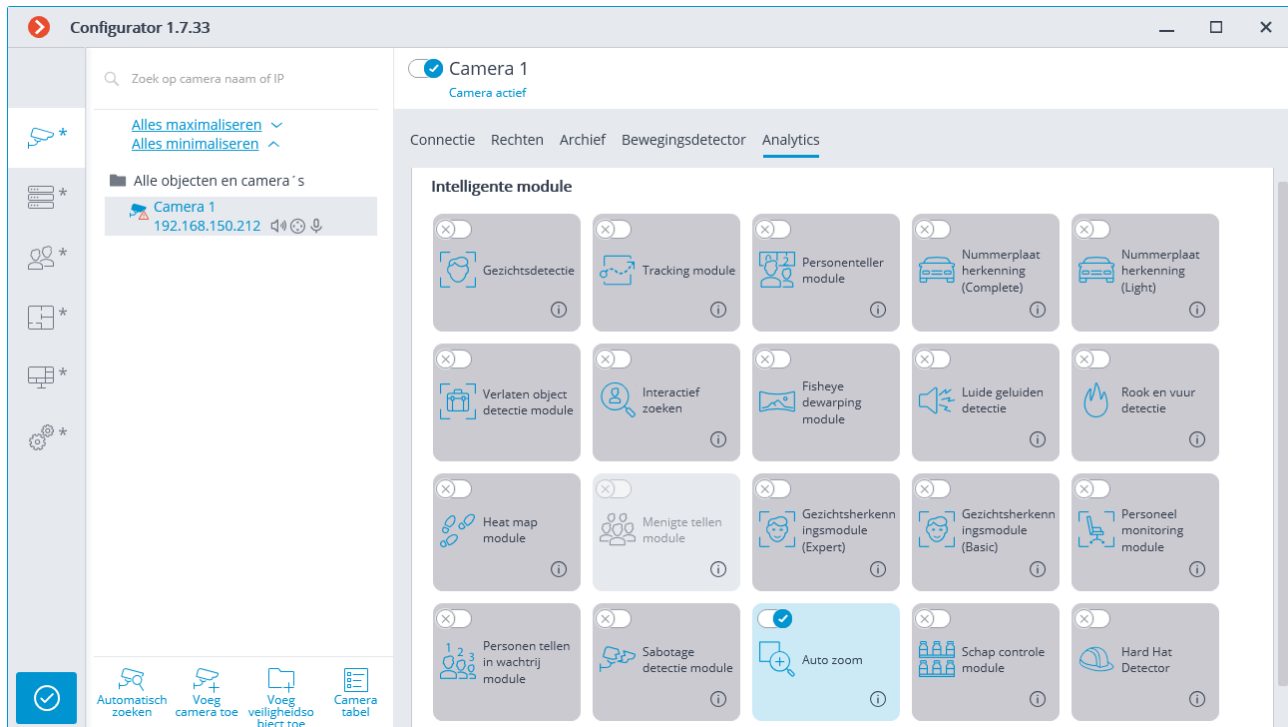 Configurator 1.7.33
Zoek op camera naam of IP
Alles maximaliseren
Alles minimaliseren
Alle objecten en camera´s
Camera 1
192.168.150.212
Automatisch
zoeken
Voeg
camera toe
Voeg
veiligheidso
bject toe
Camera
tabel
Camera 1
Camera actief
Connectie Rechten Archief Bewegingsdetector Analytics
Intelligente module
Gezichtsdetectie
Tracking module
Personenteller
module
Nummerplaat
herkenning
(Complete)
Nummerplaat
herkenning
(Light)
Verlaten object
detectie module
Interactief
zoeken
Fisheye
dewarping
module
Luide geluiden
detectie
Rook en vuur
detectie
Heat map
module
Menigte tellen
module
Gezichtsherkenn
ingsmodule
(Expert)
Gezichtsherkenn
ingsmodule
(Basic)
Personeel
monitoring
module
1 2 3
Personen tellen
in wachtrij
module
Sabotage
detectie module
Auto zoom
Schap controle
module
Hard Hat
Detector